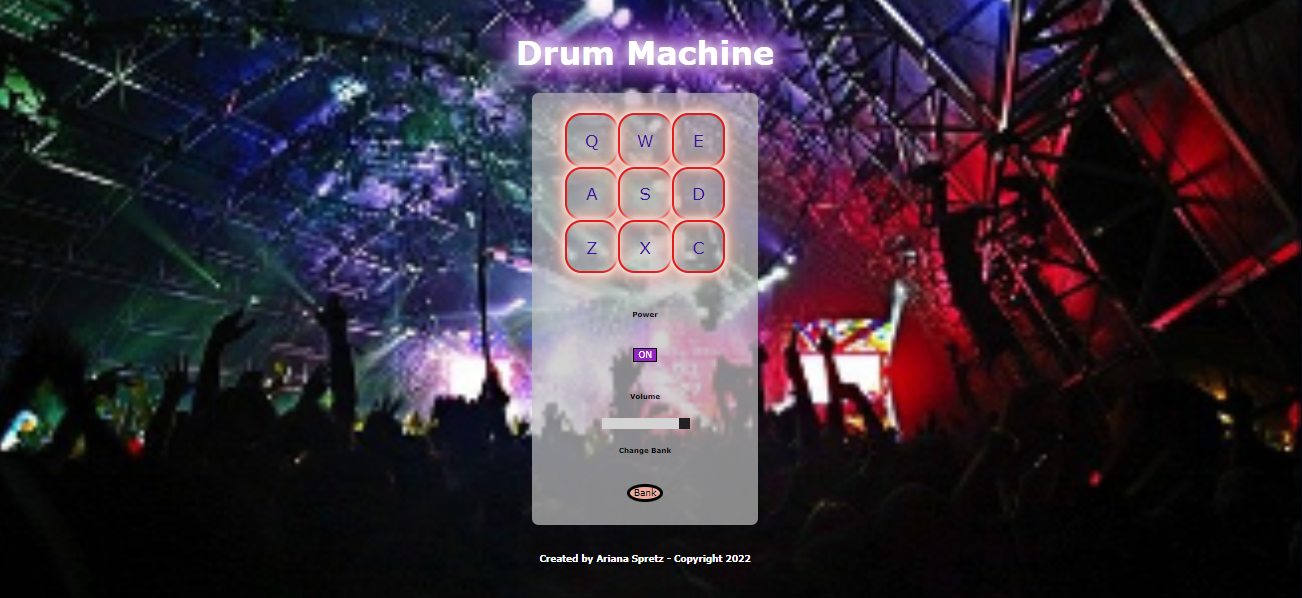 Drum Machine
Q W E
A S D
Z X C
Power
ON
Volume
Change Bank
Bank
Created by Ariana Spretz - Copyright 2022